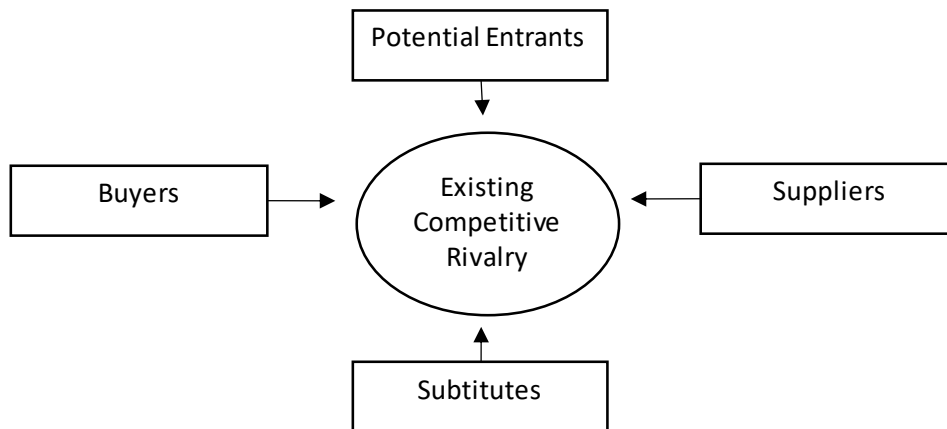 Potential Entrants
Buyers
Existing
Competitive
Rivalry
Suppliers
Subtitutes